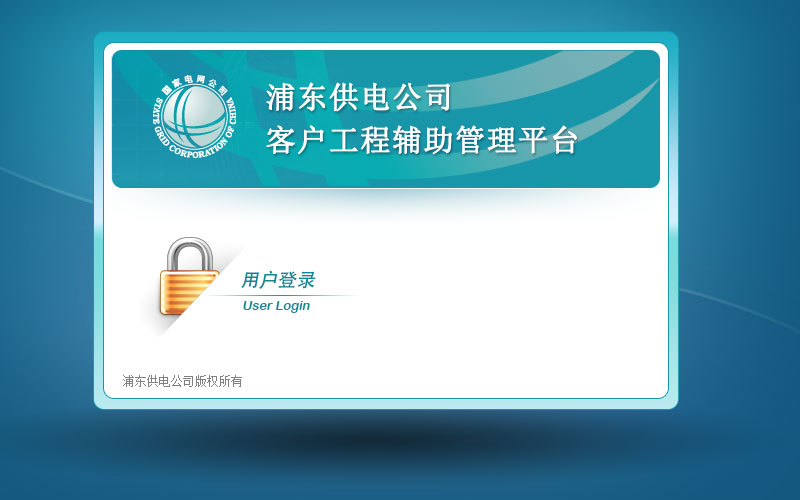 国家电网公司
STATE GRID CORPORATION OF CHINA
浦东供电公司
客户工程辅助管理平台
用户登录
User Login
浦东供电公司版权所有